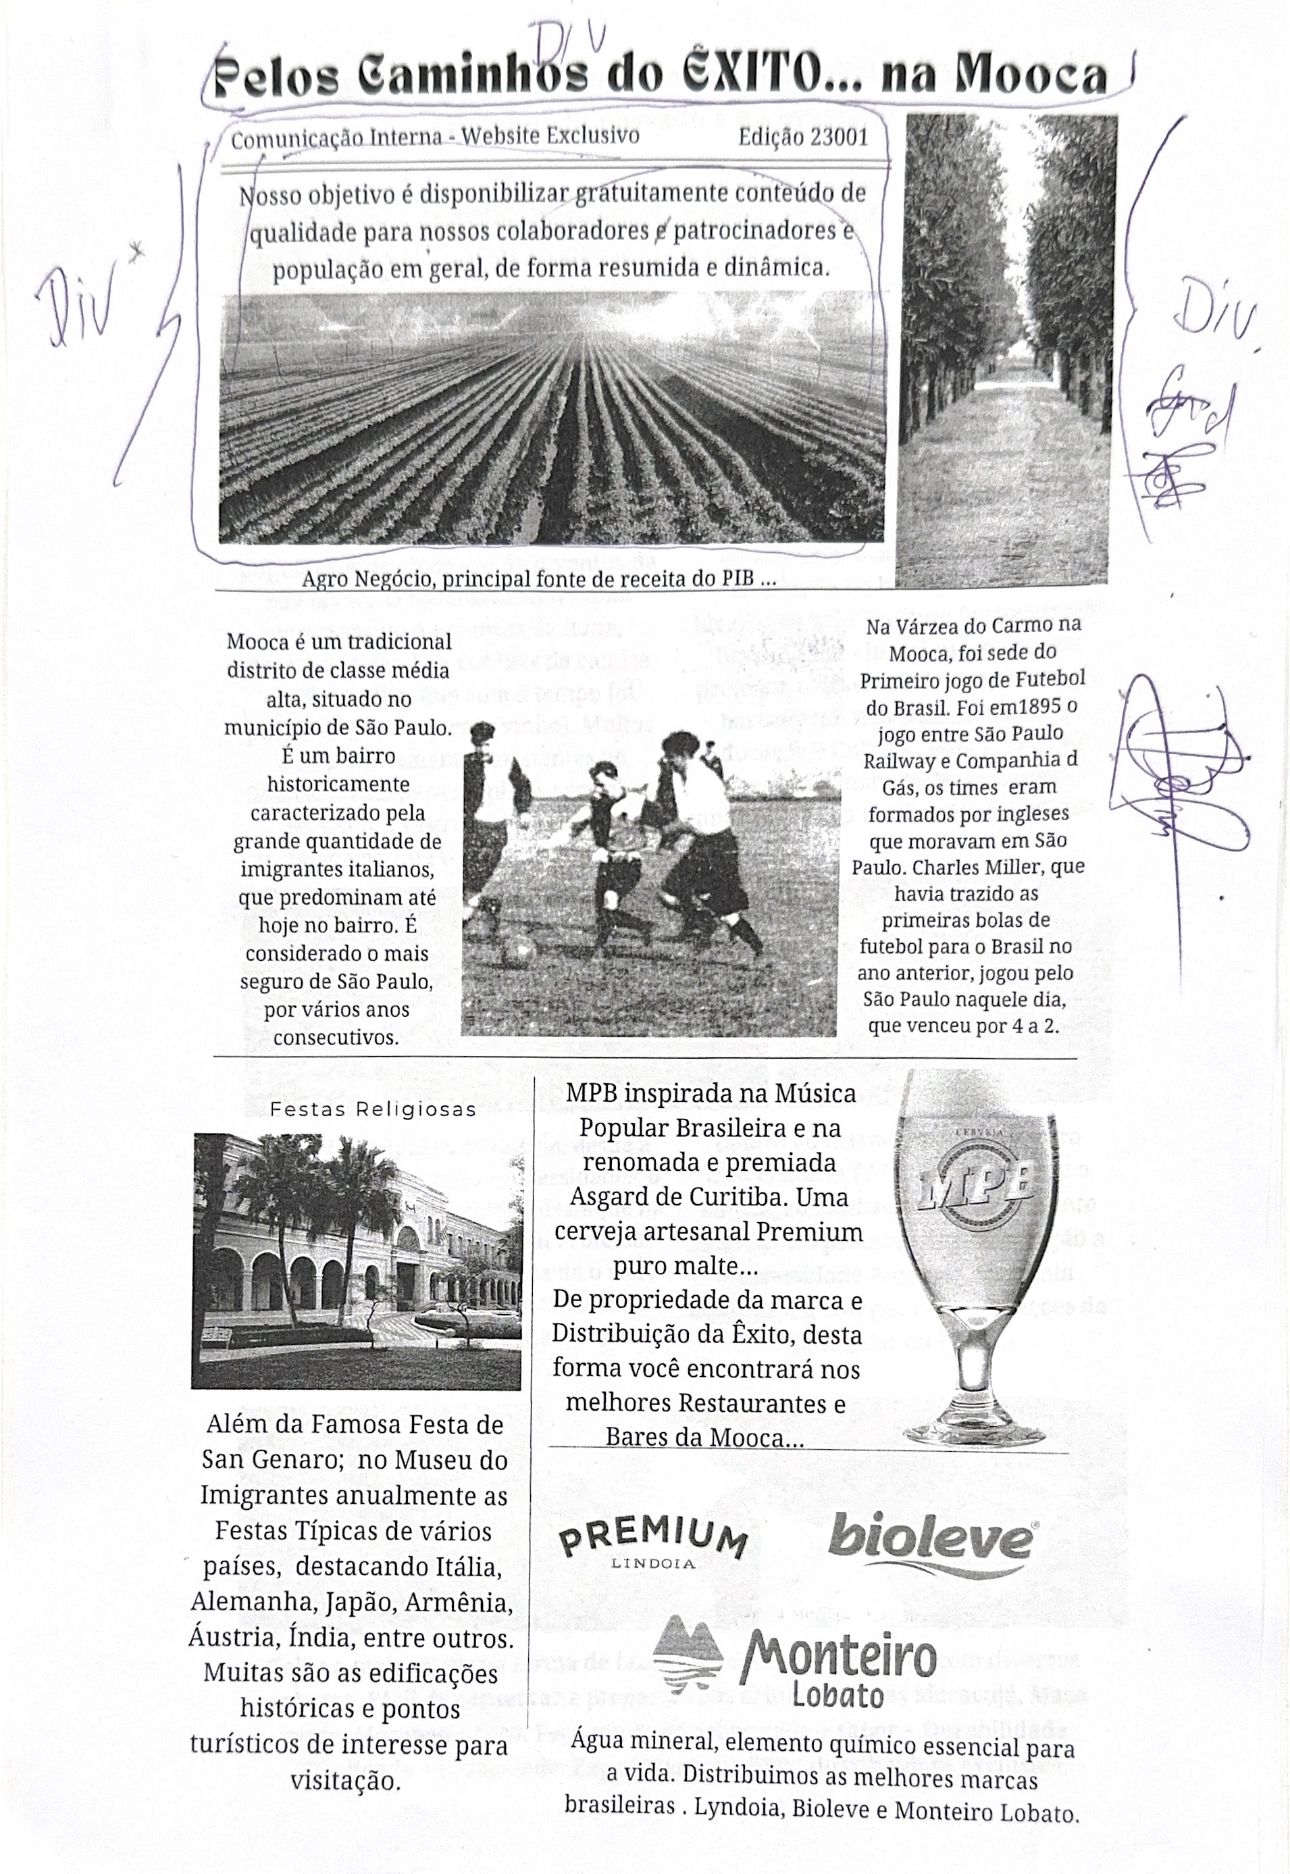 DIV
Pelos Caminhos do ÊXITO... na Mooca
Comunicação Interna - Website Exclusivo Edição 23001
Nosso objetivo é disponibilizar gratuitamente conteúdo de
qualidade para nossos colaboradores e patrocinadores e
população em geral, de forma resumida e dinâmica.
Div *
Div.
Agro Negócio, principal fonte de receita do PIB ...
Mooca é um tradicional
distrito de classe média
alta, situado no
município de São Paulo.
É um bairro
historicamente
caracterizado pela
grande quantidade de
imigrantes italianos,
que predominam até
hoje no bairro. É
considerado o mais
seguro de São Paulo,
por vários anos
consecutivos.
Na Várzea do Carmo na
Mooca, foi sede do
Primeiro jogo de Futebol
do Brasil. Foi em1895 o
jogo entre São Paulo
Railway e Companhia d
Gás, os times eram
formados por ingleses
que moravam em São
Paulo. Charles Miller, que
havia trazido as
primeiras bolas de
futebol para o Brasil no
ano anterior, jogou pelo
São Paulo naquele dia,
que venceu por 4 a 2.
Festas Religiosas
Além da Famosa Festa de
San Genaro; no Museu do
Imigrantes anualmente as
Festas Típicas de vários
países, destacando Itália,
Alemanha, Japão, Armênia,
Áustria, Índia, entre outros.
Muitas são as edificações
históricas e pontos
turísticos de interesse para
visitação.
MPB inspirada na Música
Popular Brasileira e na
renomada e premiada
Asgard de Curitiba. Uma
cerveja artesanal Premium
puro malte...
De propriedade da marca e
Distribuição da Êxito, desta
forma você encontrará nos
melhores Restaurantes e
Bares da Mooca...
CERVEJA
MPB
PREMIUM
LINDOIA
bioleve®
Monteiro
Lobato
Água mineral, elemento químico essencial para
a vida. Distribuimos as melhores marcas
brasileiras . Lyndoia, Bioleve e Monteiro Lobato.